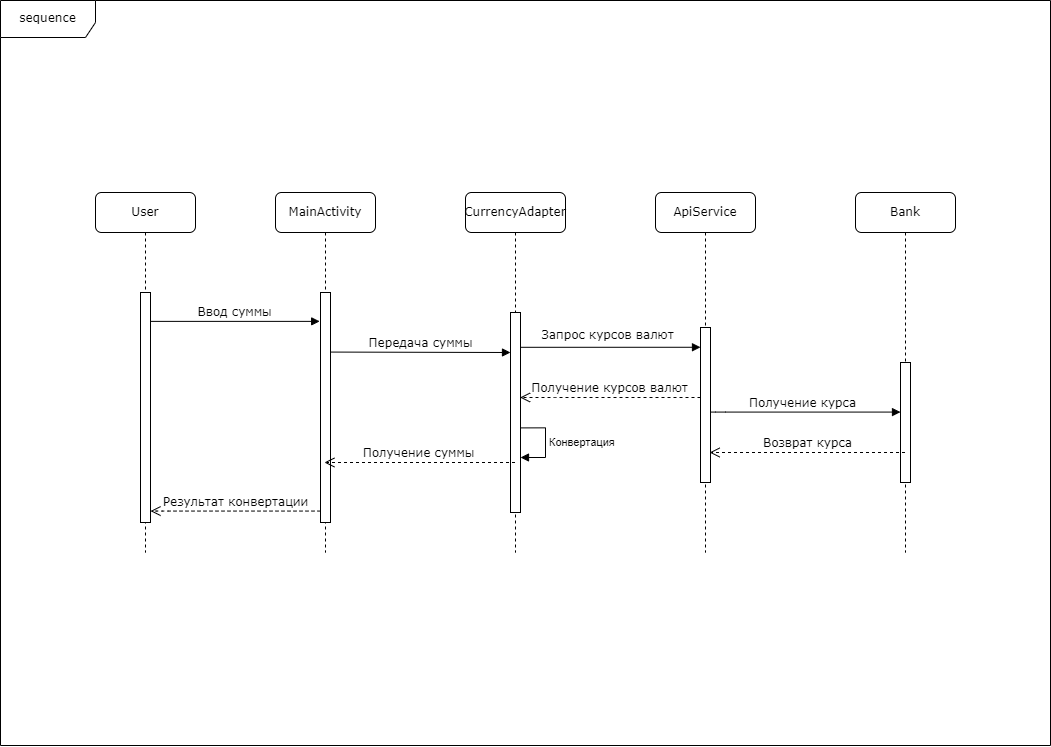 sequence
User
MainActivity
CurrencyAdapter
ApiService
Bank
Ввод суммы
Передача суммы
Запрос курсов валют
Получение курсов валют
Получение курса
Конвертация
Возврат курса
Получение суммы
Результат конвертации